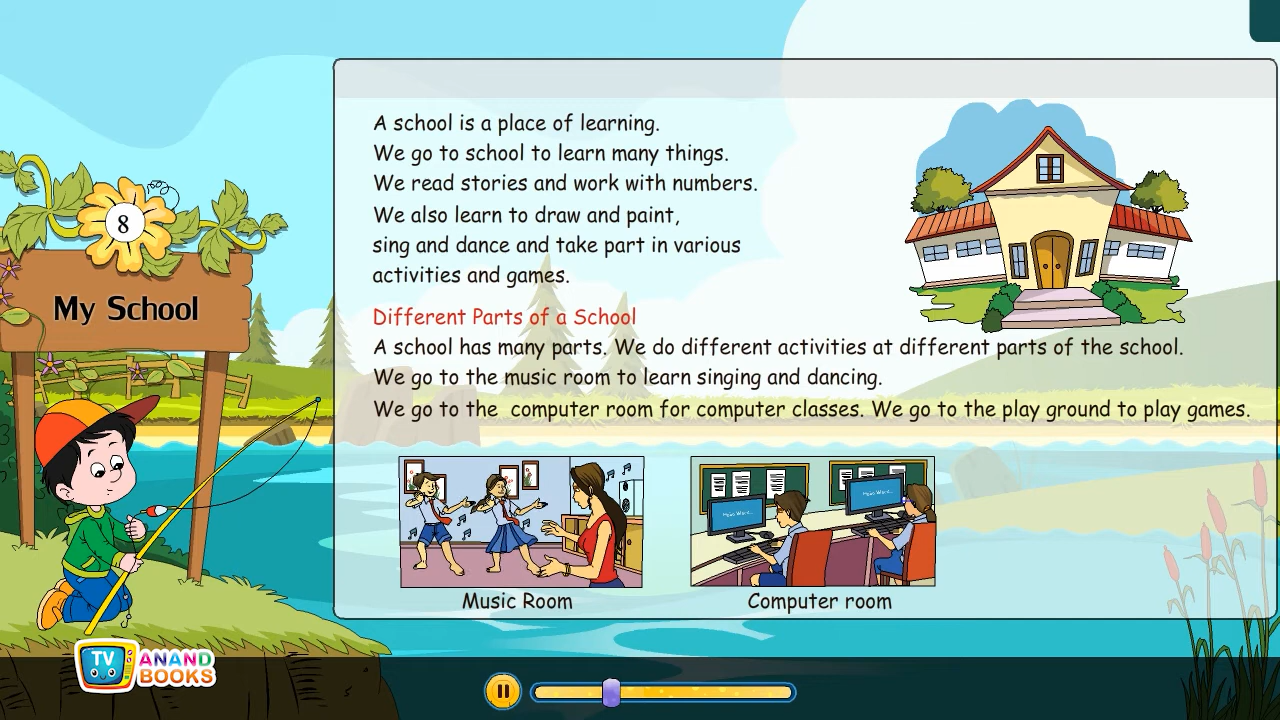 8
My School
A school is a place of learning.
We go to school to learn many things.
We read stories and work with numbers.
We also learn to draw and paint,
sing and dance and take part in various
activities and games.
Different Parts of a School
A school has many parts. We do different activities at different parts of the school.
We go to the music room to learn singing and dancing.
We go to the computer room for computer classes. We go to the play ground to play games.
Music Room
Computer room
TV
ANAND
BOOKS